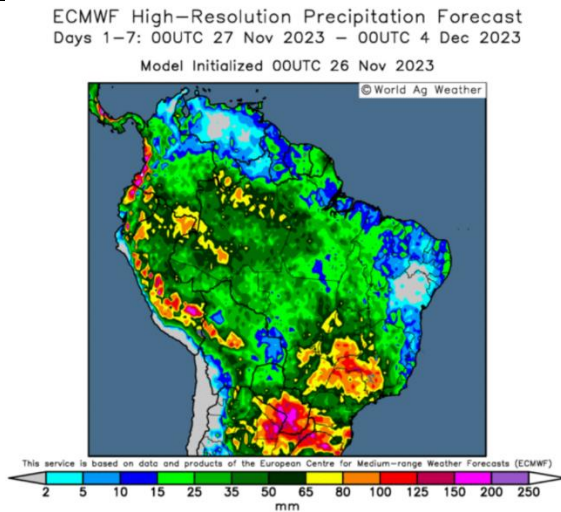 ECMWF High-Resolution Precipitation Forecast
Days 1-7: 00UTC 27 Nov 2023 - 00UTC 4 Dec 2023
Model Initialized 00UTC 26 Nov 2023
©World Ag Weather
This service is based on data and products of the European Centre for Medium-range Weather Forecasts (ECMWF)
2 5 10 15 25 35 50 65 80 100 125 150 200 250
mm